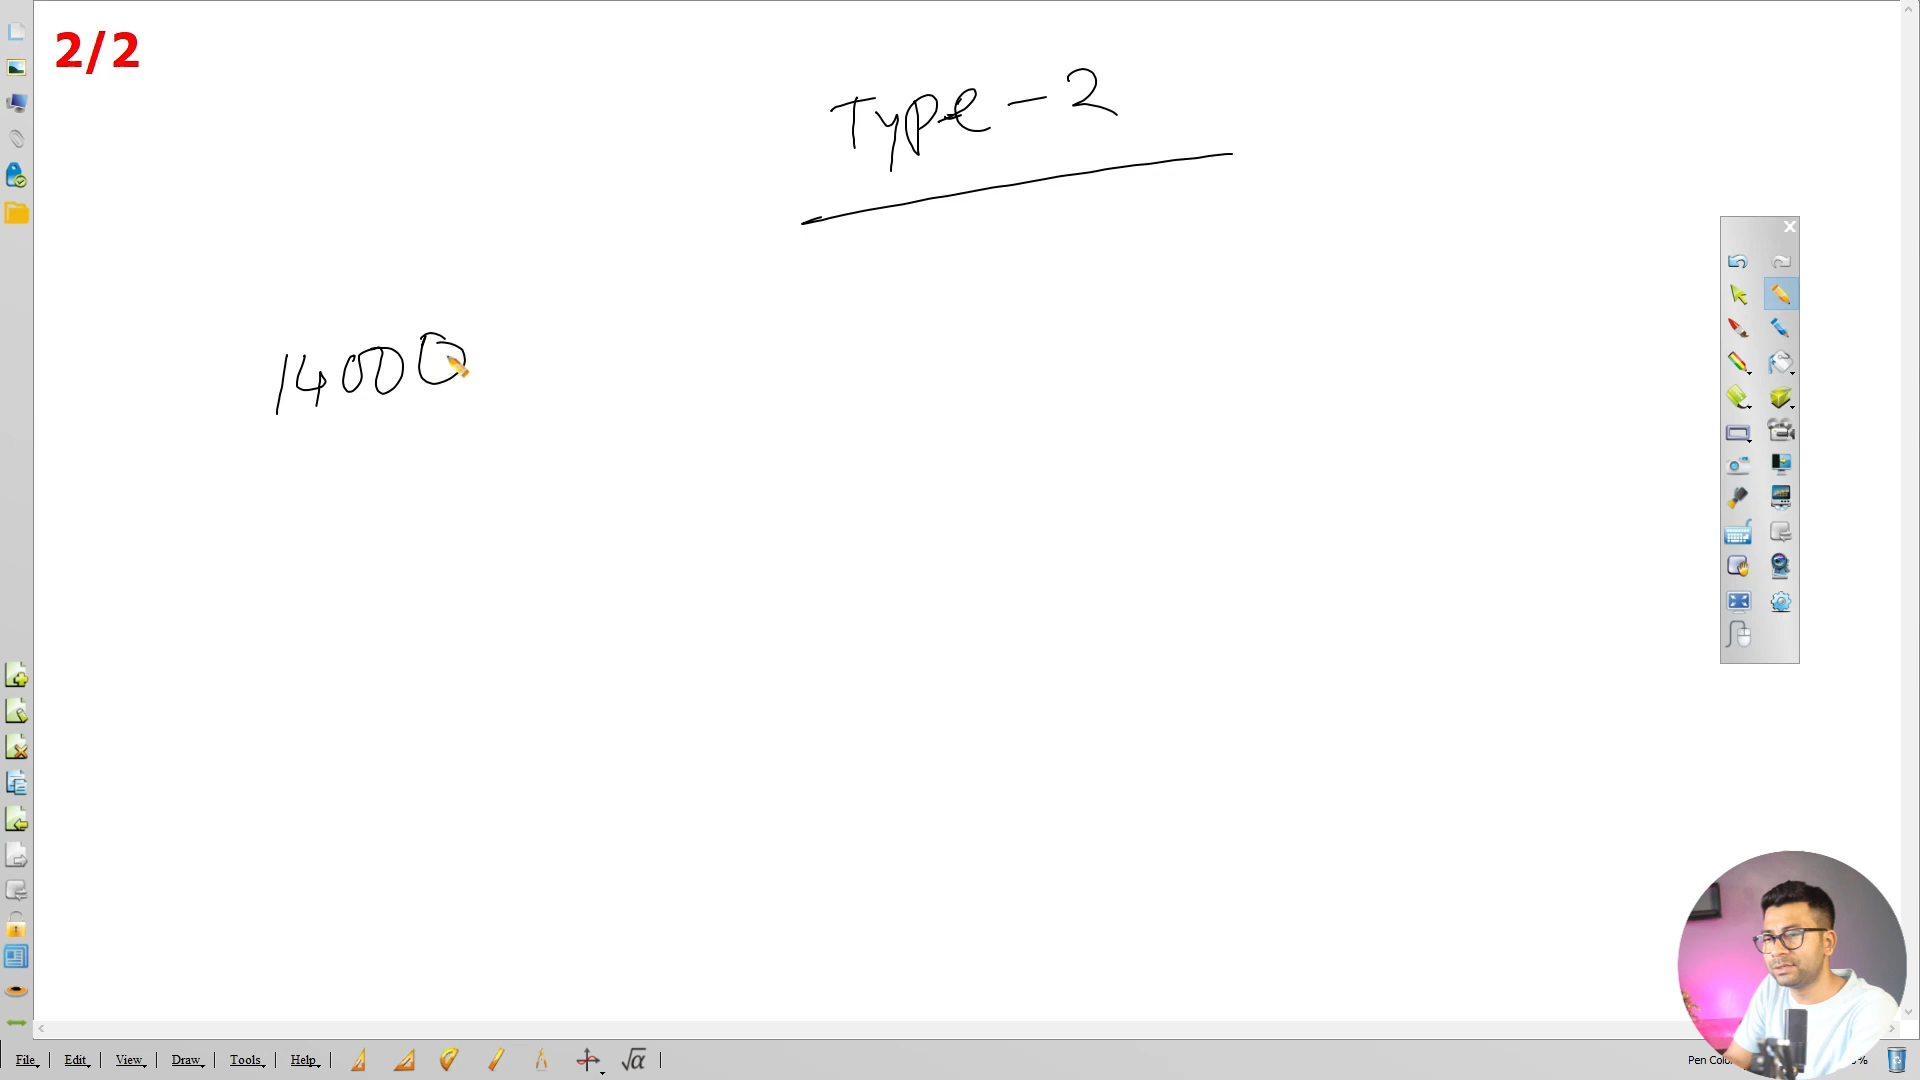 2/2
Type-2
14000
File Edit View Draw Tools Help
Pen Colo
%